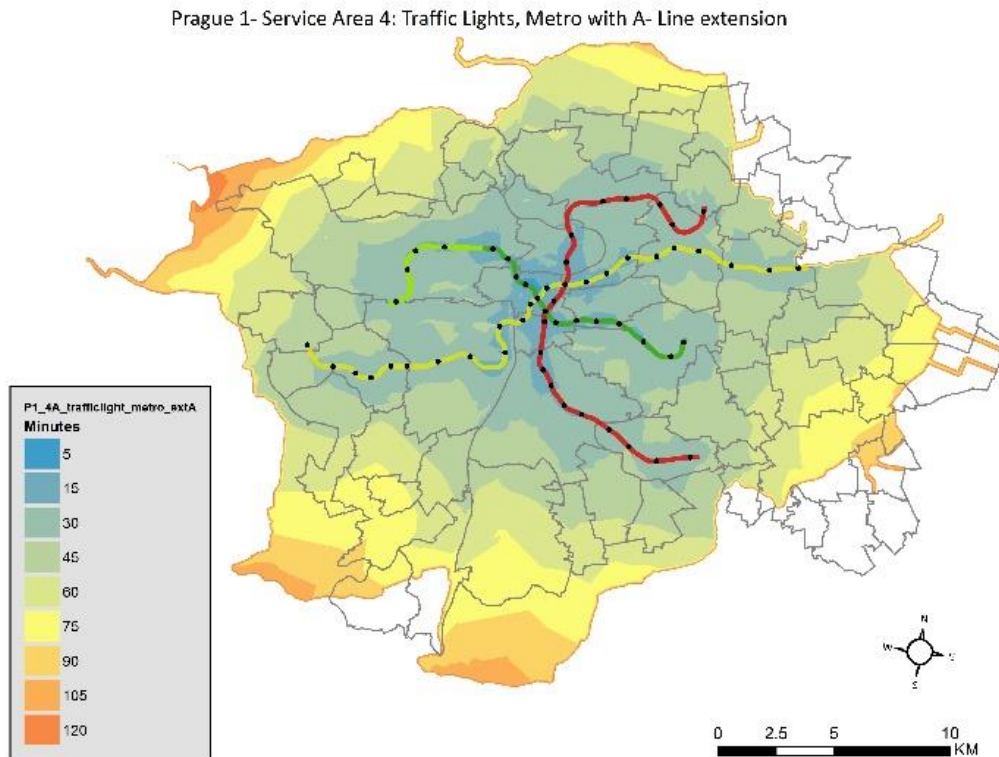 Prague 1- Service Area 4: Traffic Lights, Metro with A- Line extension
P1_4A_trafficlight_metro_extA
Minutes
5
15
30
45
60
75
90
105
120
N
W
S
0 2.5 5 10
KM